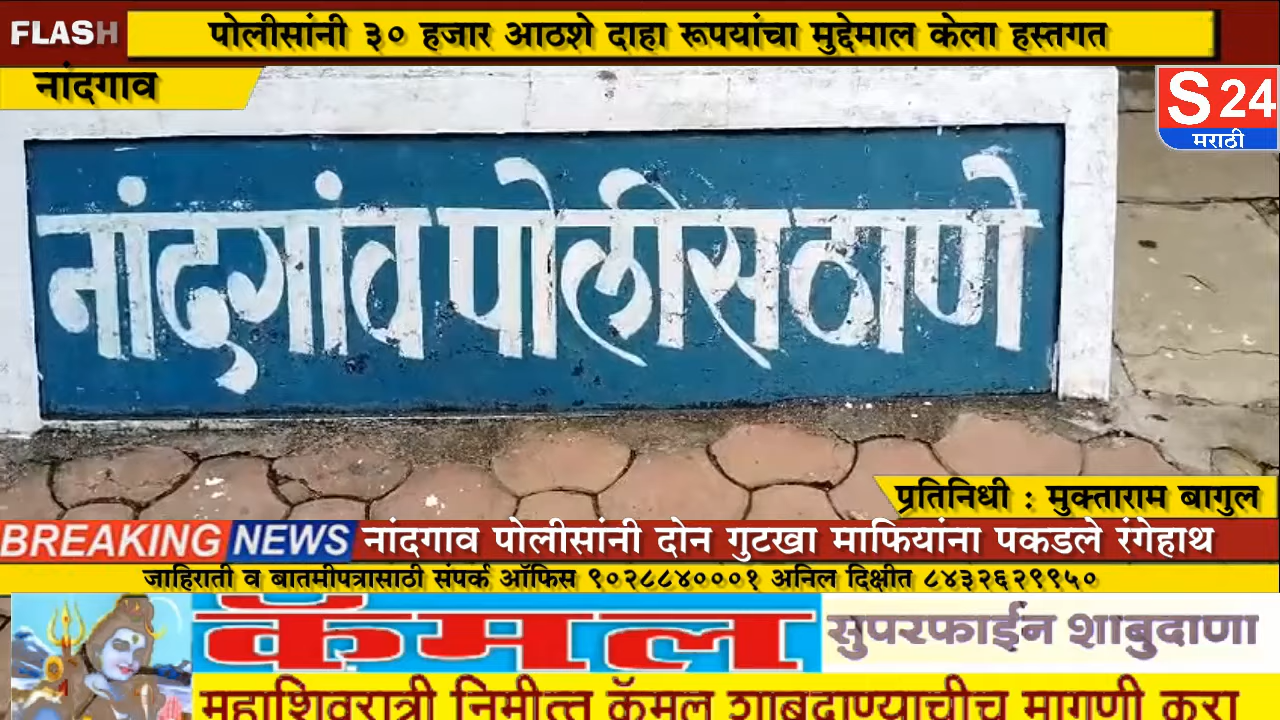 FLASH
पोलीसांनी ३० हजार आठशे दाहा रूपयांचा मुद्देमाल केला हस्तगत
नांदगाव
S 24
मराठी
नांदगांव पोलीस ठाणे
प्रतिनिधी : मुक्ताराम बागुल
BREAKING NEWS नांदगाव पोलीसांनी दोन गुटखा माफियांना पकडले रंगेहाथ
जाहिराती व बातमीपत्रासाठी संपर्क ऑफिस ९०२८८४०००१ अनिल दिक्षीत ८४३२६२९९५०
कॅमल सुपरफाईन शाबुदाणा
महाशिवरात्री निमीत्त कॅमल शाबुदाण्याचीच मागणी करा